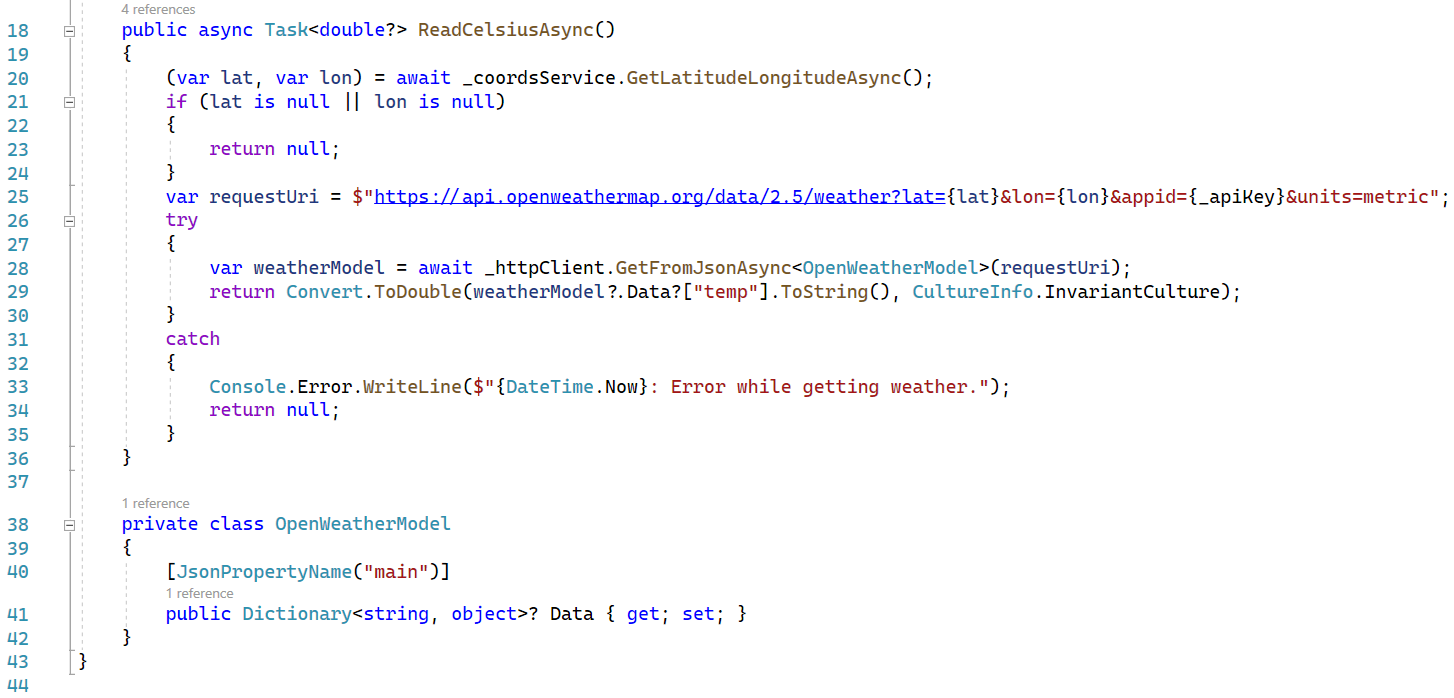 4 references
18 public async Task<double?> ReadCelsiusAsync()
19 {
20 (var lat, var lon) = await _coordsService.GetLatitudeLongitudeAsync();
21 if (lat is null || lon is null)
22 {
23 return null;
24 }
25 var requestUri = $"https://api.openweathermap.org/data/2.5/weather?lat={lat}&lon={lon}&appid={_apiKey}&units=metric";
26 try
27 {
28 var weatherModel = await _httpClient.GetFromJsonAsync<OpenWeatherModel>(requestUri);
29 return Convert.ToDouble(weatherModel?.Data?["temp"].ToString(), CultureInfo.InvariantCulture);
30 }
31 catch
32 {
33 Console.Error.WriteLine($"{DateTime.Now}: Error while getting weather.");
34 return null;
35 }
36 }
37
1 reference
38 private class OpenWeatherModel
39 {
40 [JsonPropertyName("main")]
1 reference
41 public Dictionary<string, object>? Data { get; set; }
42 }
43 }
44